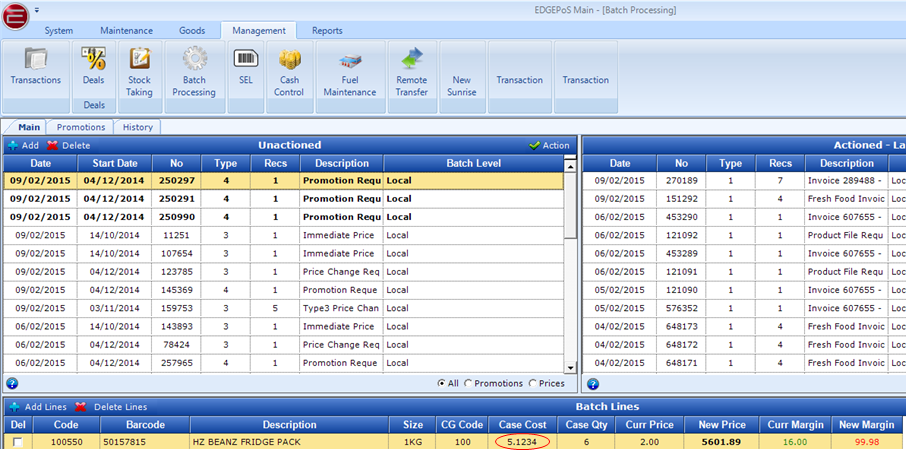 EDGEPoS Main - [Batch Processing]
System Maintenance Goods Management Reports
Transactions Deals Stock Taking Batch Processing SEL Cash Control Fuel Maintenance Remote Transfer New Sunrise Transaction Transaction
Deals
Main Promotions History
Add Delete Unactioned Action
Date Start Date No Type Recs Description Batch Level
09/02/2015 04/12/2014 250297 4 1 Promotion Requ Local
09/02/2015 04/12/2014 250291 4 1 Promotion Requ Local
09/02/2015 04/12/2014 250990 4 1 Promotion Requ Local
09/02/2015 14/10/2014 11251 3 1 Immediate Price Local
09/02/2015 14/10/2014 107654 3 1 Immediate Price Local
09/02/2015 04/12/2014 123785 3 1 Price Change Req Local
09/02/2015 04/12/2014 145369 4 1 Promotion Reque Local
09/02/2015 03/11/2014 159753 3 5 Type3 Price Chan Local
06/02/2015 14/10/2014 143893 3 1 Immediate Price Local
06/02/2015 04/12/2014 78424 3 1 Price Change Req Local
06/02/2015 04/12/2014 257965 4 1 Promotion Reque Local
All Promotions Prices
Actioned - La
Date No Type Recs Description Batc
09/02/2015 270189 1 7 Invoice 289488 - Loc
09/02/2015 151292 1 4 Fresh Food Invoic Loc
06/02/2015 453290 1 1 Invoice 607655 - Loc
06/02/2015 121092 1 1 Product File Requ Loc
06/02/2015 453289 1 1 Invoice 607655 - Loc
06/02/2015 121091 1 1 Product File Requ Loc
05/02/2015 121090 1 1 Invoice 607655 - Loc
05/02/2015 576352 1 1 Invoice 607655 - Loc
04/02/2015 648173 1 4 Fresh Food Invoic Loc
04/02/2015 648172 1 4 Fresh Food Invoic Loc
04/02/2015 648171 1 4 Fresh Food Invoic Loc
Add Lines Delete Lines Batch Lines
Del Code Barcode Description Size CG Code Case Cost Case Qty Curr Price New Price Curr Margin New Margin
100550 50157815 HZ BEANZ FRIDGE PACK 1KG 100 5.1234 6 2.00 5601.89 16.00 99.98